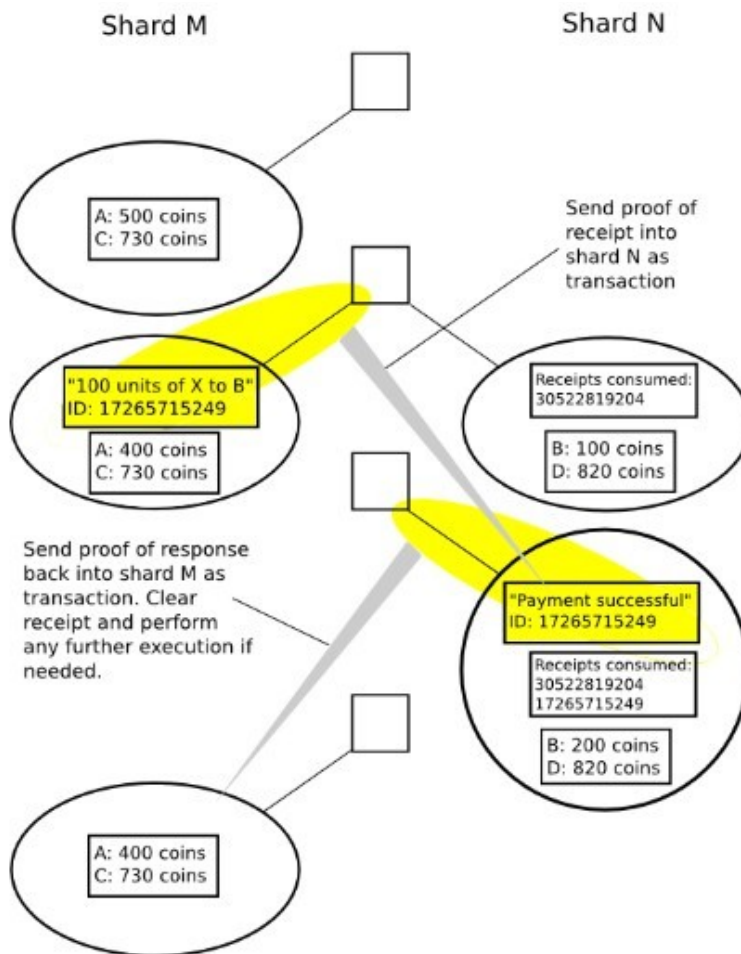 Shard M
Shard N
A: 500 coins
C: 730 coins
Send proof of
receipt into
shard N as
transaction
"100 units of X to B"
ID: 17265715249
A: 400 coins
C: 730 coins
Receipts consumed:
30522819204
B: 100 coins
D: 820 coins
Send proof of response
back into shard M as
transaction. Clear
receipt and perform
any further execution if
needed.
"Payment successful"
ID: 17265715249
Receipts consumed:
30522819204
17265715249
B: 200 coins
D: 820 coins
A: 400 coins
C: 730 coins